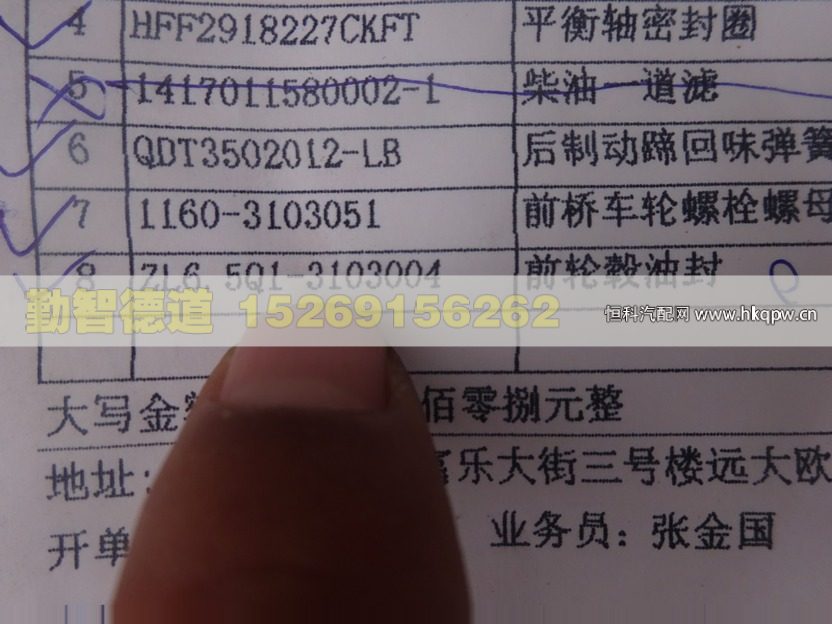 4 HFF2918227CKFT 平衡轴密封圈
5 1417011580002-1 柴油一道滤
6 QDT3502012-LB 后制动蹄回味弹簧
7 1160-3103051 前桥车轮螺栓螺母
8 ZL6.5Q1-3103004 前轮毂油封
勤智德道 15269156262
恒科汽配网 www.hkqpw.cn
大写金 佰零捌元整
地址: 乐大街三号楼远大欧
开单 业务员：张金国